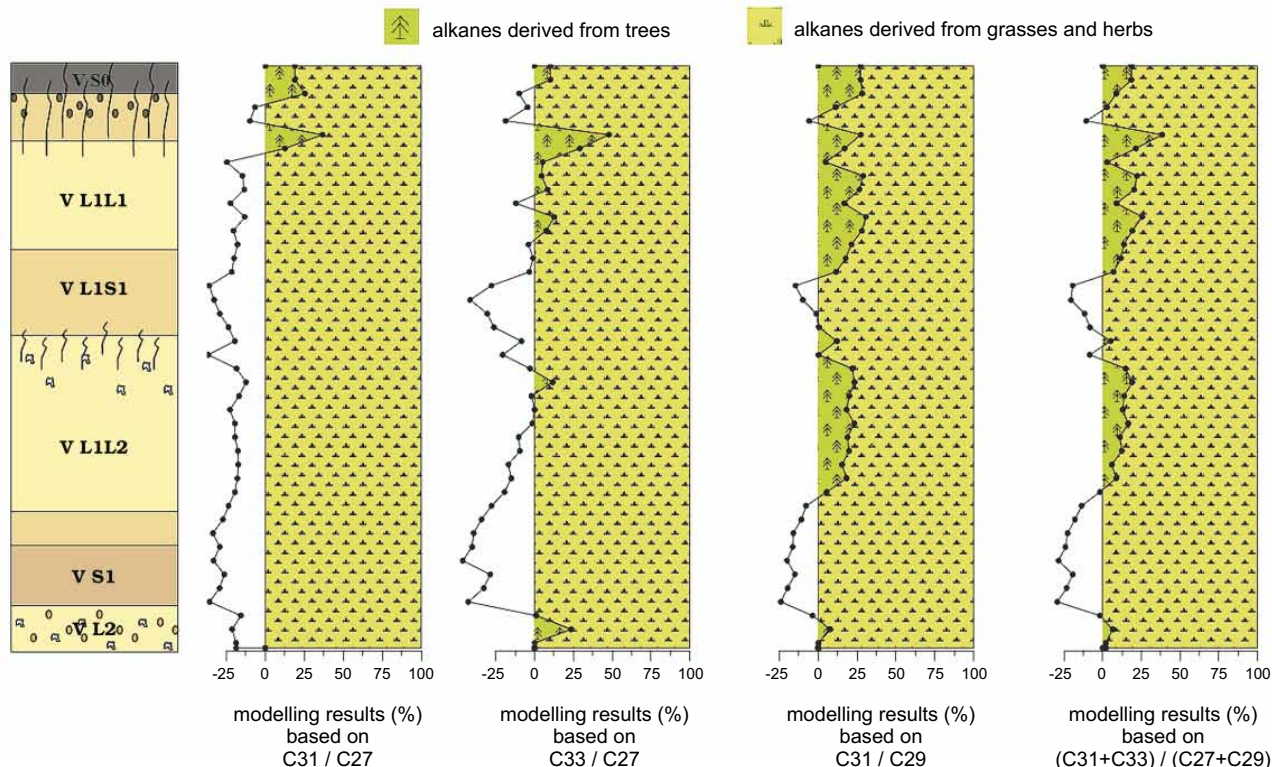 alkanes derived from trees
alkanes derived from grasses and herbs
V S0
V L1L1
V L1S1
V L1L2
V S1
V L2
-25 0 25 50 75 100
-25 0 25 50 75 100
-25 0 25 50 75 100
-25 0 25 50 75 100
modelling results (%)
based on
C31 / C27
modelling results (%)
based on
C33 / C27
modelling results (%)
based on
C31 / C29
modelling results (%)
based on
(C31+C33) / (C27+C29)